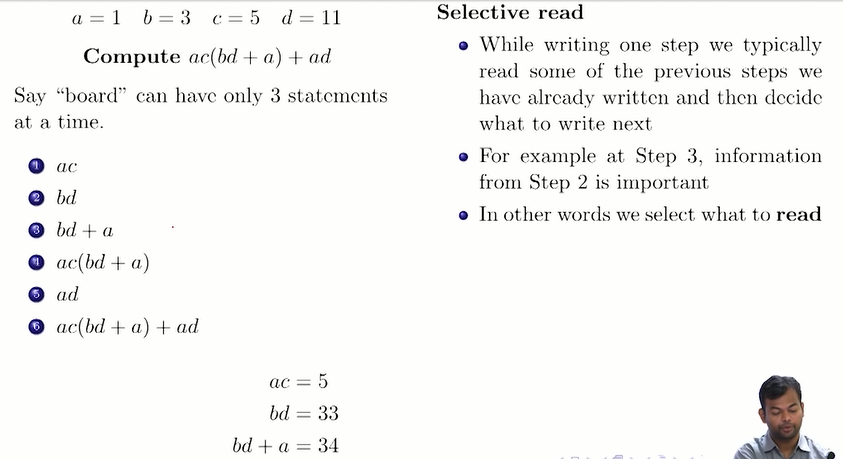 a = 1 b = 3 c = 5 d = 11
Compute ac(bd + a) + ad
Say “board” can have only 3 statements
at a time.
1 ac
2 bd
3 bd + a
4 ac(bd + a)
5 ad
6 ac(bd + a) + ad
ac = 5
bd = 33
bd + a = 34
Selective read
While writing one step we typically
read some of the previous steps we
have already written and then decide
what to write next
For example at Step 3, information
from Step 2 is important
In other words we select what to read